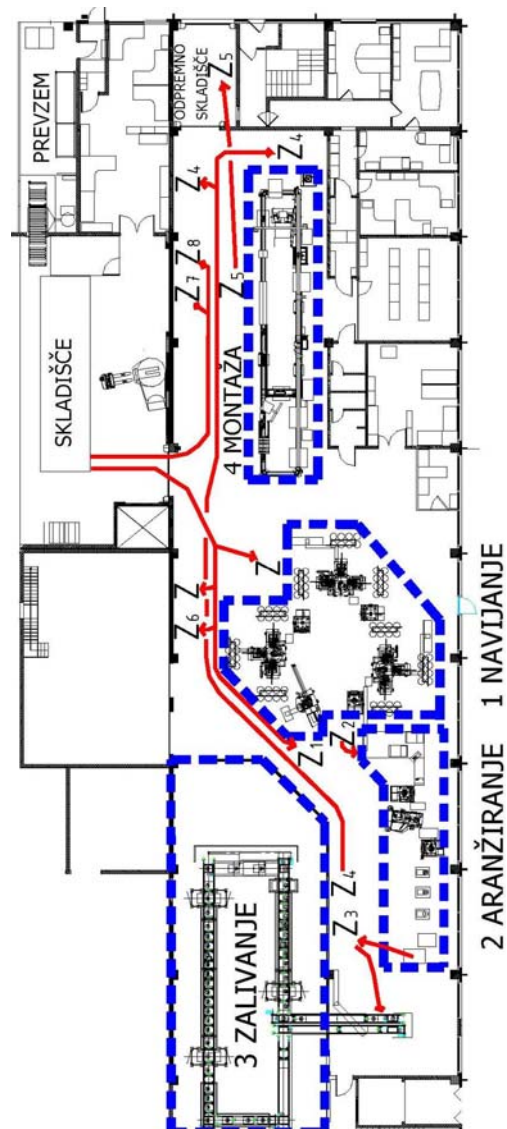 PREVZEM
ODPREMNO
SKLADIŠČE
Z5
Z4
Z4
Z8
Z7
Z5
SKLADIŠČE
4 MONTAŽA
Z
Z
Z6
Z1
Z2
Z4
Z3
1 NAVIJANJE
2 ARANŽIRANJE
3 ZALIVANJE